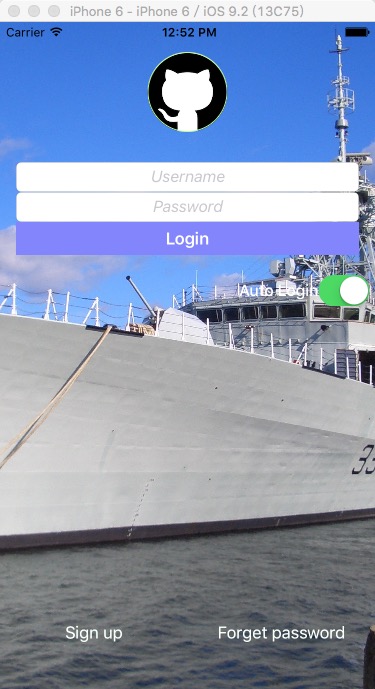 iPhone 6 - iPhone 6 / iOS 9.2 (13C75)
Carrier 12:52 PM
Username
Password
Login
Auto Login
33
Sign up Forget password